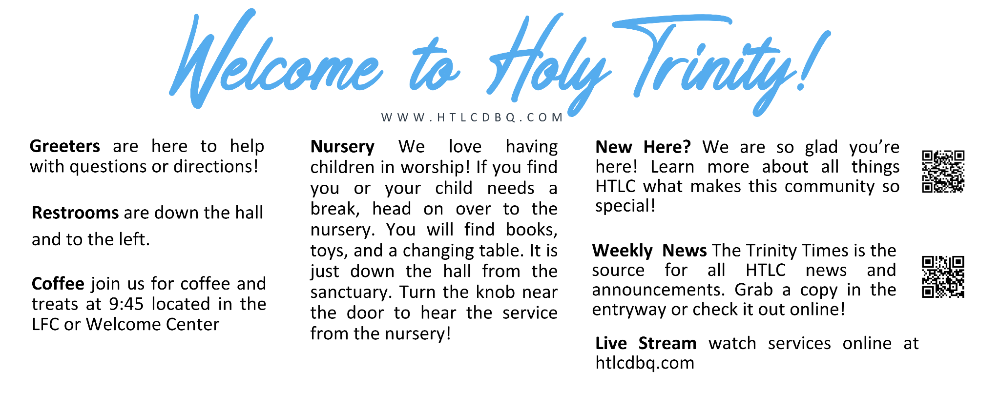 Welcome to Holy Trinity!
WWW.HTLCDBQ.COM
Greeters are here to help
with questions or directions!
Restrooms are down the hall
and to the left.
Coffee join us for coffee and
treats at 9:45 located in the
LFC or Welcome Center
Nursery We love having
children in worship! If you find
you or your child needs a
break, head on over to the
nursery. You will find books,
toys, and a changing table. It is
just down the hall from the
sanctuary. Turn the knob near
the door to hear the service
from the nursery!
New Here? We are so glad you’re
here! Learn more about all things
HTLC what makes this community so
special!
Weekly News The Trinity Times is the
source for all HTLC news and
announcements. Grab a copy in the
entryway or check it out online!
Live Stream watch services online at
htlcdbq.com